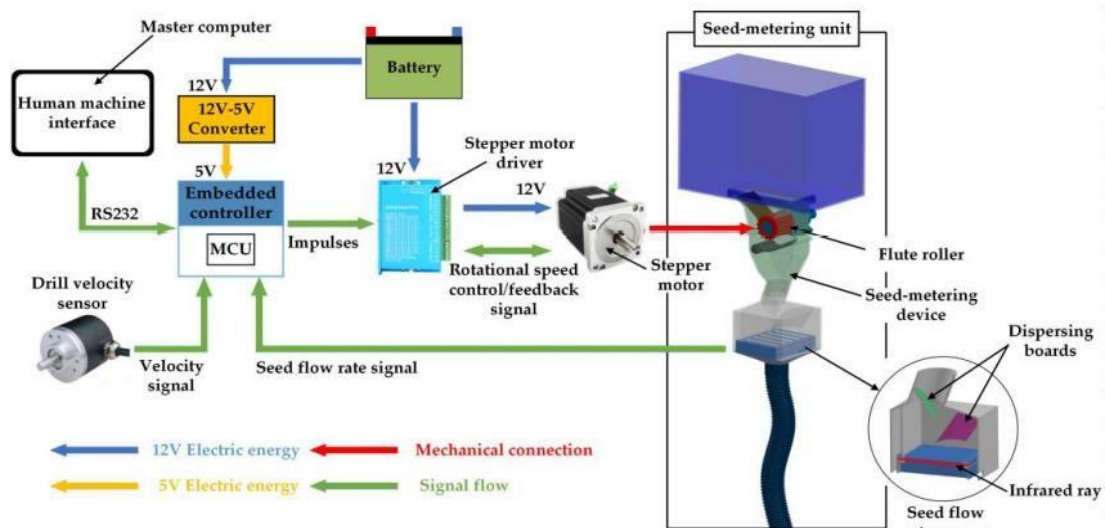 Master computer
Human machine
interface
12V
12V-5V
Converter
5V
Battery
12V
Stepper motor
driver
12V
Seed-metering unit
RS232
Embedded
controller
MCU
Impulses
Rotational speed
control/feedback
signal
Stepper
motor
Flute roller
Seed-metering
device
Drill velocity
sensor
Velocity
signal
Seed flow rate signal
Dispersing
boards
Infrared ray
Seed flow
12V Electric energy
Mechanical connection
5V Electric energy
Signal flow